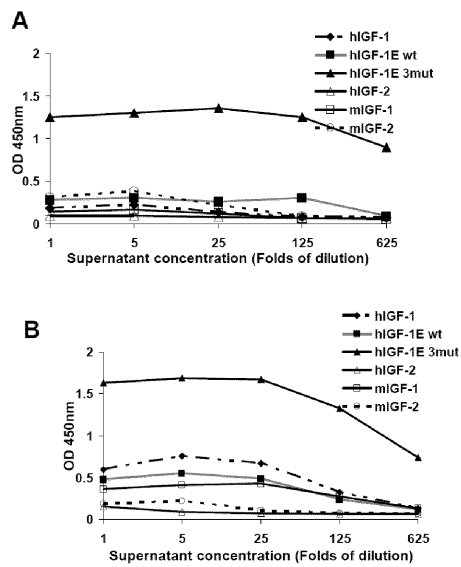 A
hIGF-1
hIGF-1E wt
hIGF-1E 3mut
hIGF-2
mIGF-1
mIGF-2
2
1.5
1
0.5
0
OD 450nm
1 5 25 125 625
Supernatant concentration (Folds of dilution)
B
hIGF-1
hIGF-1E wt
hIGF-1E 3mut
hIGF-2
mIGF-1
mIGF-2
2
1.5
1
0.5
0
OD 450nm
1 5 25 125 625
Supernatant concentration (Folds of dilution)